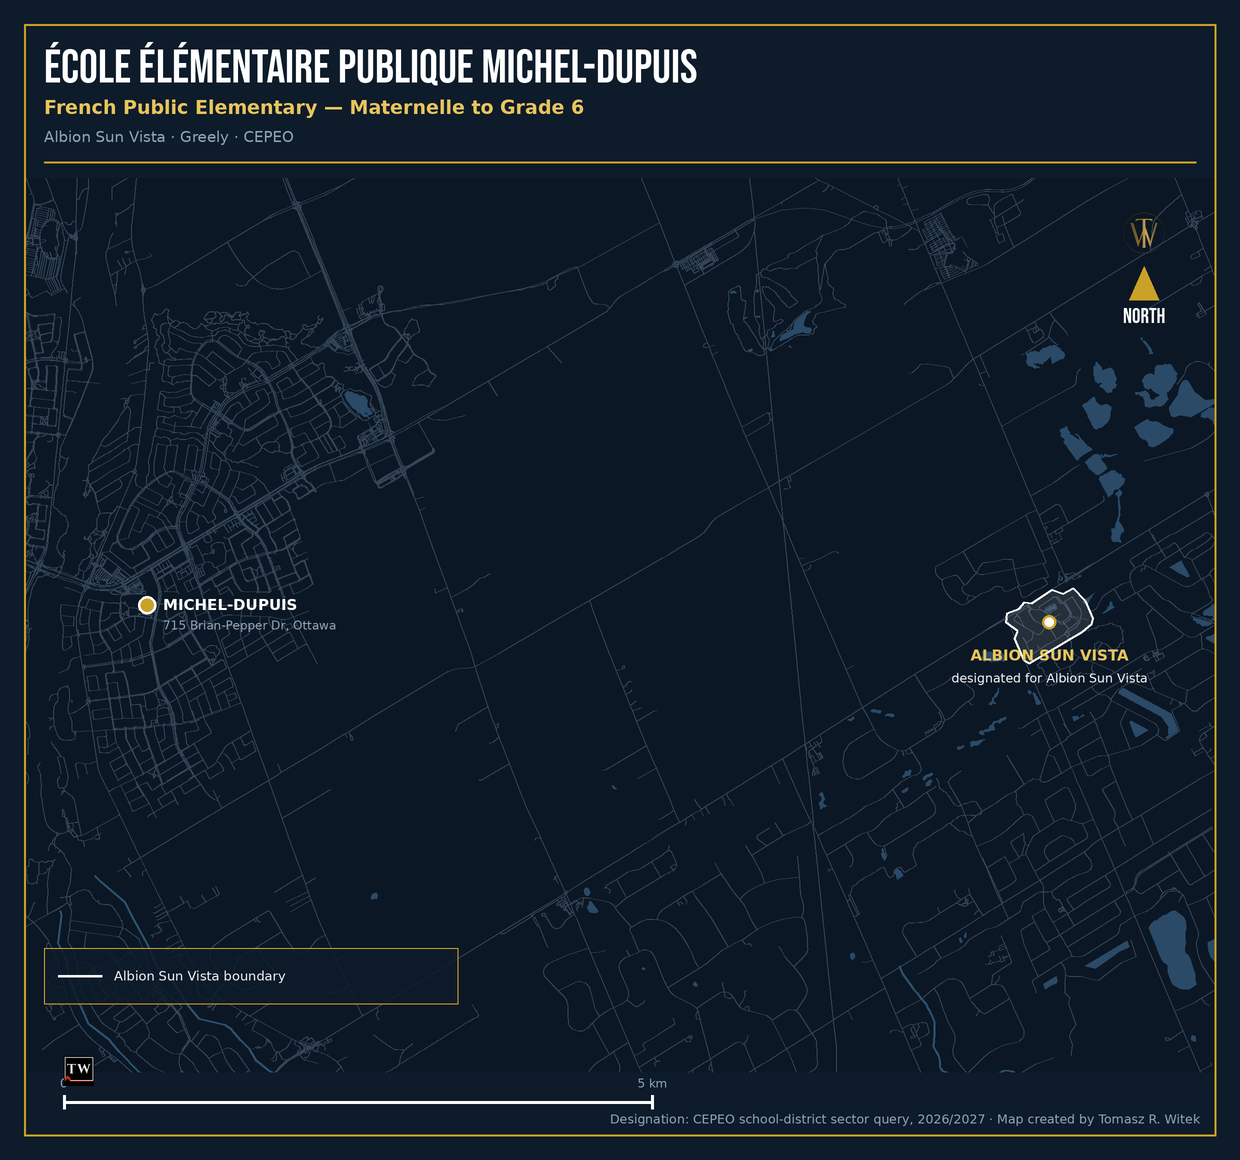 ÉCOLE ÉLÉMENTAIRE PUBLIQUE MICHEL-DUPUIS
French Public Elementary — Maternelle to Grade 6
Albion Sun Vista · Greely · CEPEO
TW
NORTH
MICHEL-DUPUIS
715 Brian-Pepper Dr, Ottawa
ALBION SUN VISTA
designated for Albion Sun Vista
Albion Sun Vista boundary
TW
0
5 km
Designation: CEPEO school-district sector query, 2026/2027 · Map created by Tomasz R. Witek